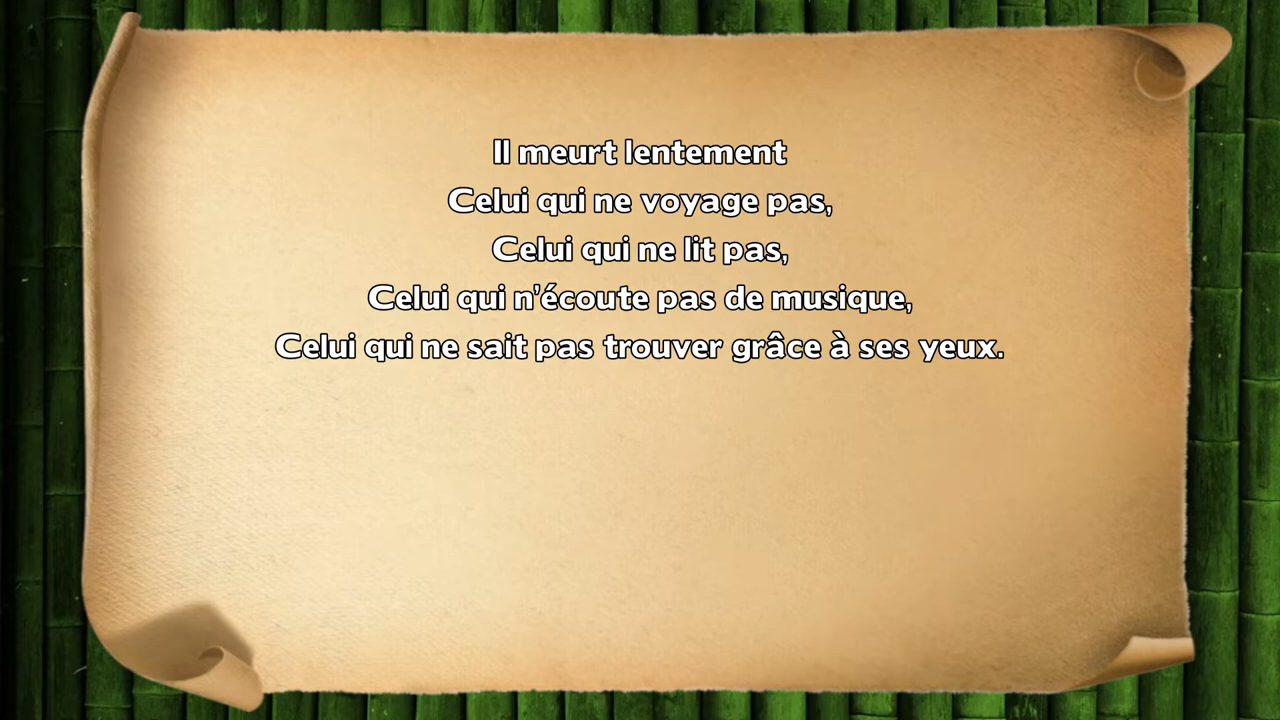 Il meurt lentement
Celui qui ne voyage pas,
Celui qui ne lit pas,
Celui qui n'écoute pas de musique,
Celui qui ne sait pas trouver grâce à ses yeux.